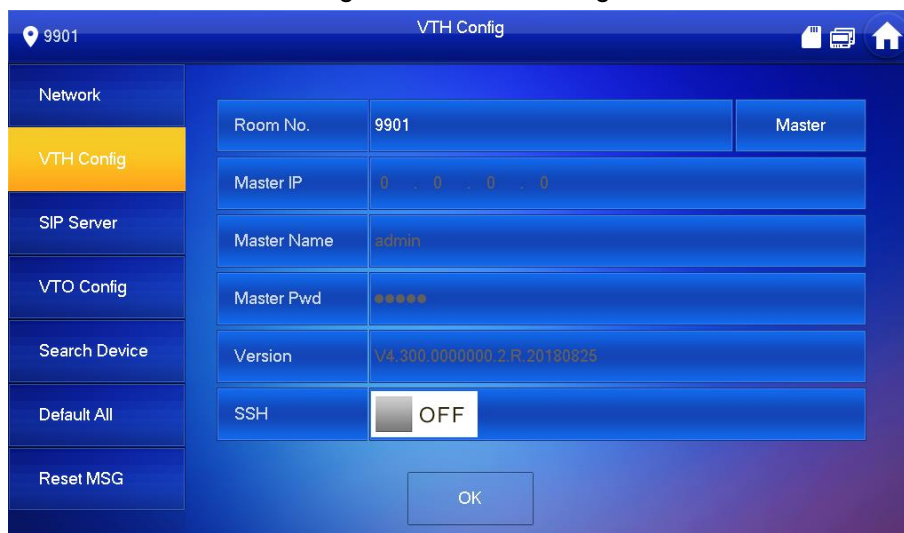 9901
VTH Config
Network
VTH Config
SIP Server
VTO Config
Search Device
Default All
Reset MSG
Room No. 9901 Master
Master IP 0 . 0 . 0 . 0
Master Name admin
Master Pwd ●●●●●
Version V4.300.0000000.2.R.20180825
SSH OFF
OK